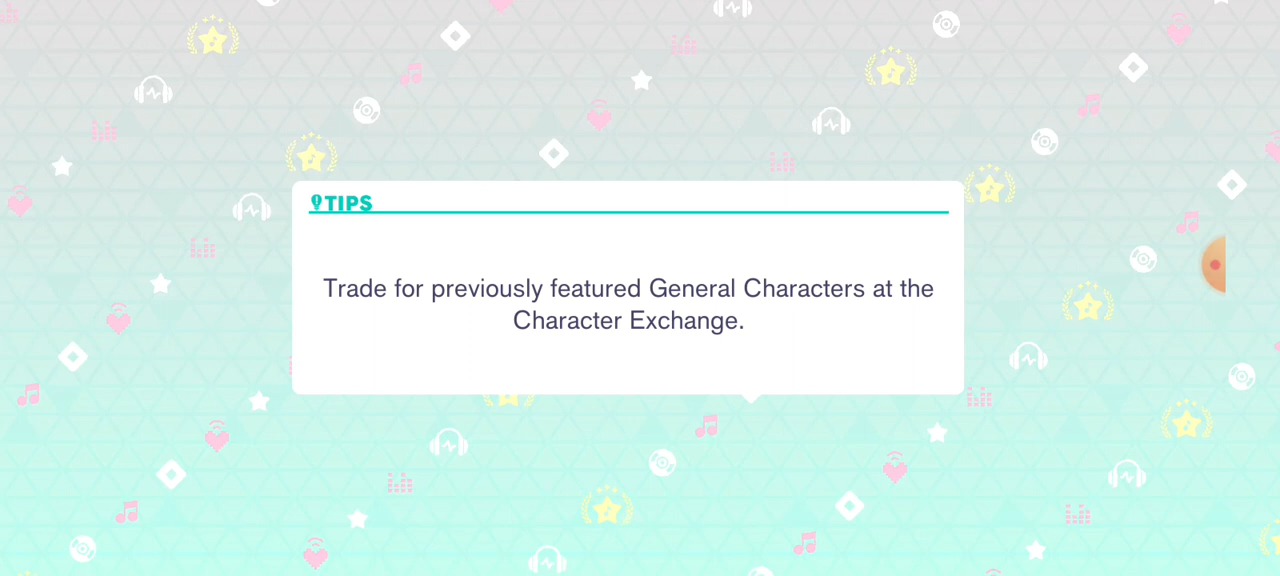 TIPS
Trade for previously featured General Characters at the
Character Exchange.